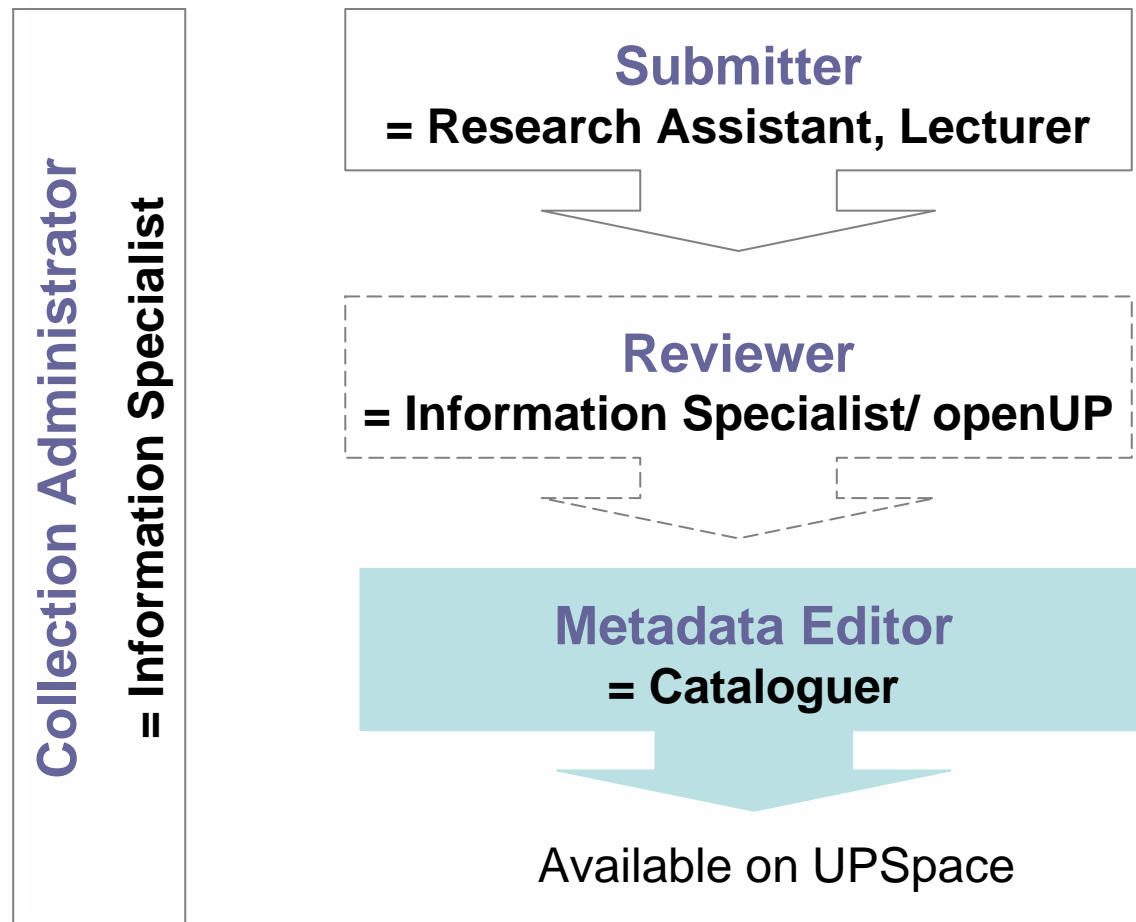 Collection Administrator
= Information Specialist
Submitter
= Research Assistant, Lecturer
Reviewer
= Information Specialist/ openUP
Metadata Editor
= Cataloguer
Available on UPSpace